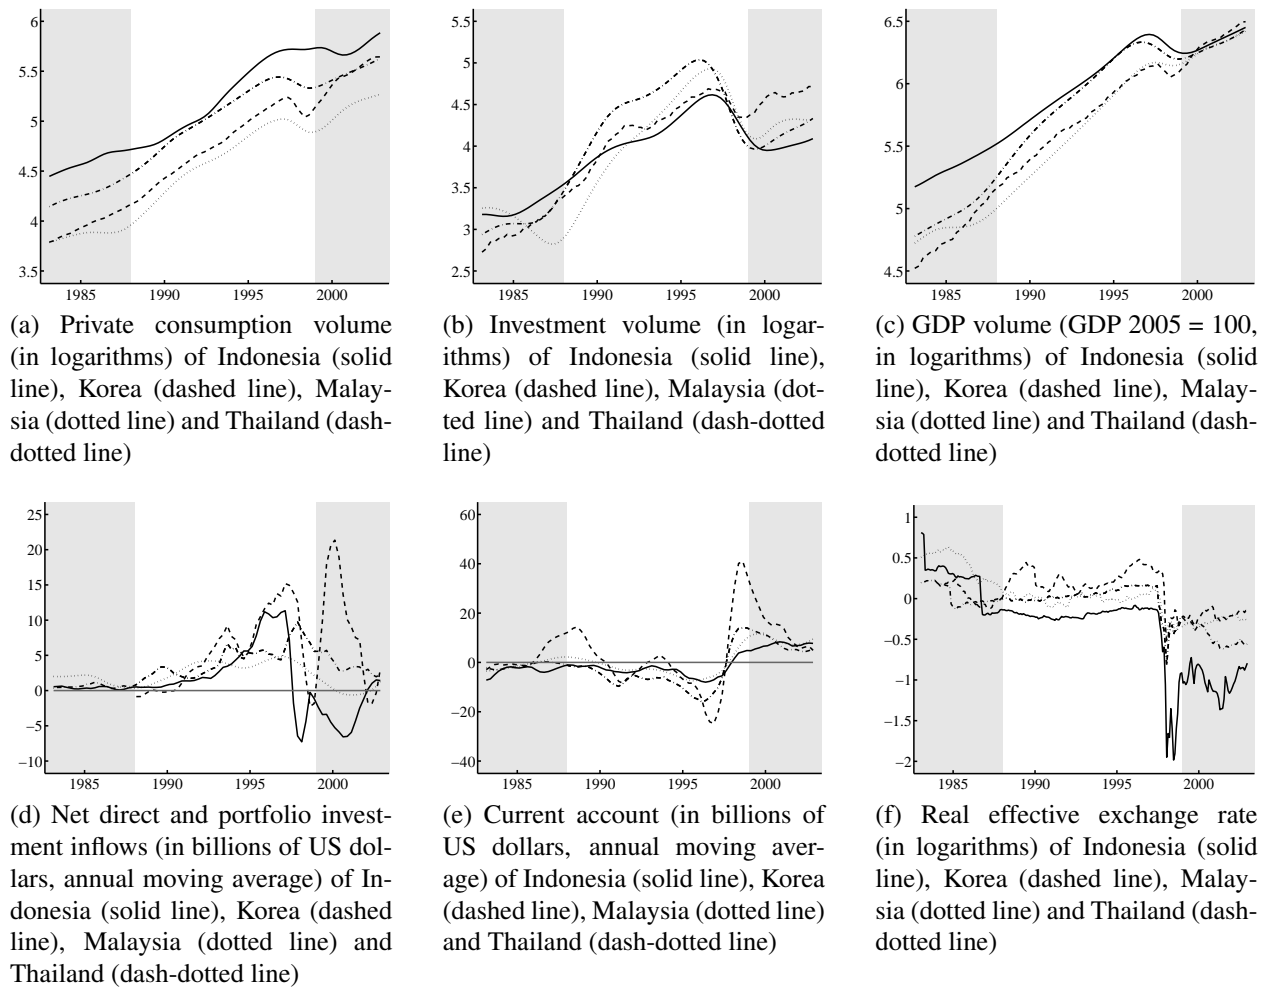 6
5.5
5
4.5
4
3.5
1985 1990 1995 2000
(a) Private consumption volume
(in logarithms) of Indonesia (solid
line), Korea (dashed line), Malay-
sia (dotted line) and Thailand (dash-
dotted line)
5.5
5
4.5
4
3.5
3
2.5
1985 1990 1995 2000
(b) Investment volume (in logar-
ithms) of Indonesia (solid line),
Korea (dashed line), Malaysia (dot-
ted line) and Thailand (dash-dotted
line)
6.5
6
5.5
5
4.5
1985 1990 1995 2000
(c) GDP volume (GDP 2005 = 100,
in logarithms) of Indonesia (solid
line), Korea (dashed line), Malay-
sia (dotted line) and Thailand (dash-
dotted line)
25
20
15
10
5
0
−5
−10
1985 1990 1995 2000
(d) Net direct and portfolio invest-
ment inflows (in billions of US dol-
lars, annual moving average) of In-
donesia (solid line), Korea (dashed
line), Malaysia (dotted line) and
Thailand (dash-dotted line)
60
40
20
0
−20
−40
1985 1990 1995 2000
(e) Current account (in billions of
US dollars, annual moving aver-
age) of Indonesia (solid line), Korea
(dashed line), Malaysia (dotted line)
and Thailand (dash-dotted line)
1
0.5
0
−0.5
−1
−1.5
−2
1985 1990 1995 2000
(f) Real effective exchange rate
(in logarithms) of Indonesia (solid
line), Korea (dashed line), Malay-
sia (dotted line) and Thailand (dash-
dotted line)